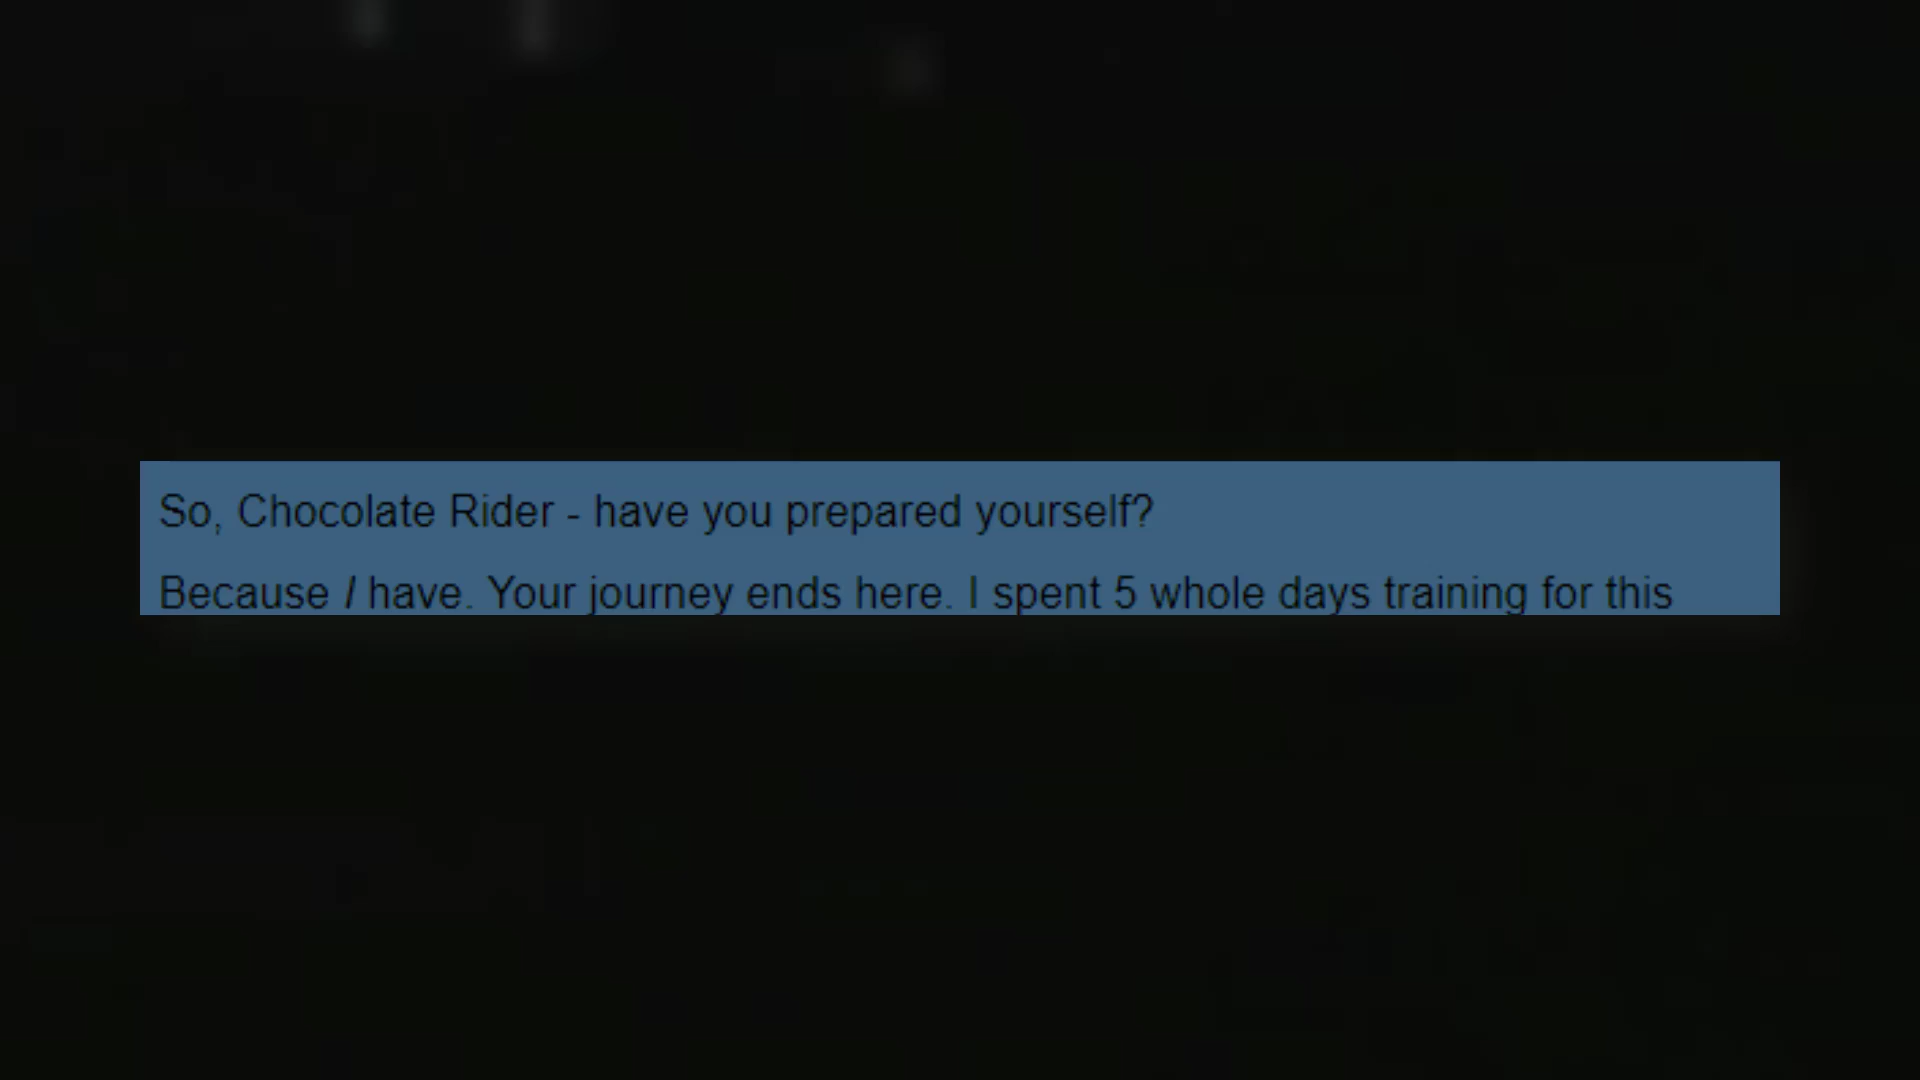 So, Chocolate Rider - have you prepared yourself?
Because I have. Your journey ends here. I spent 5 whole days training for this